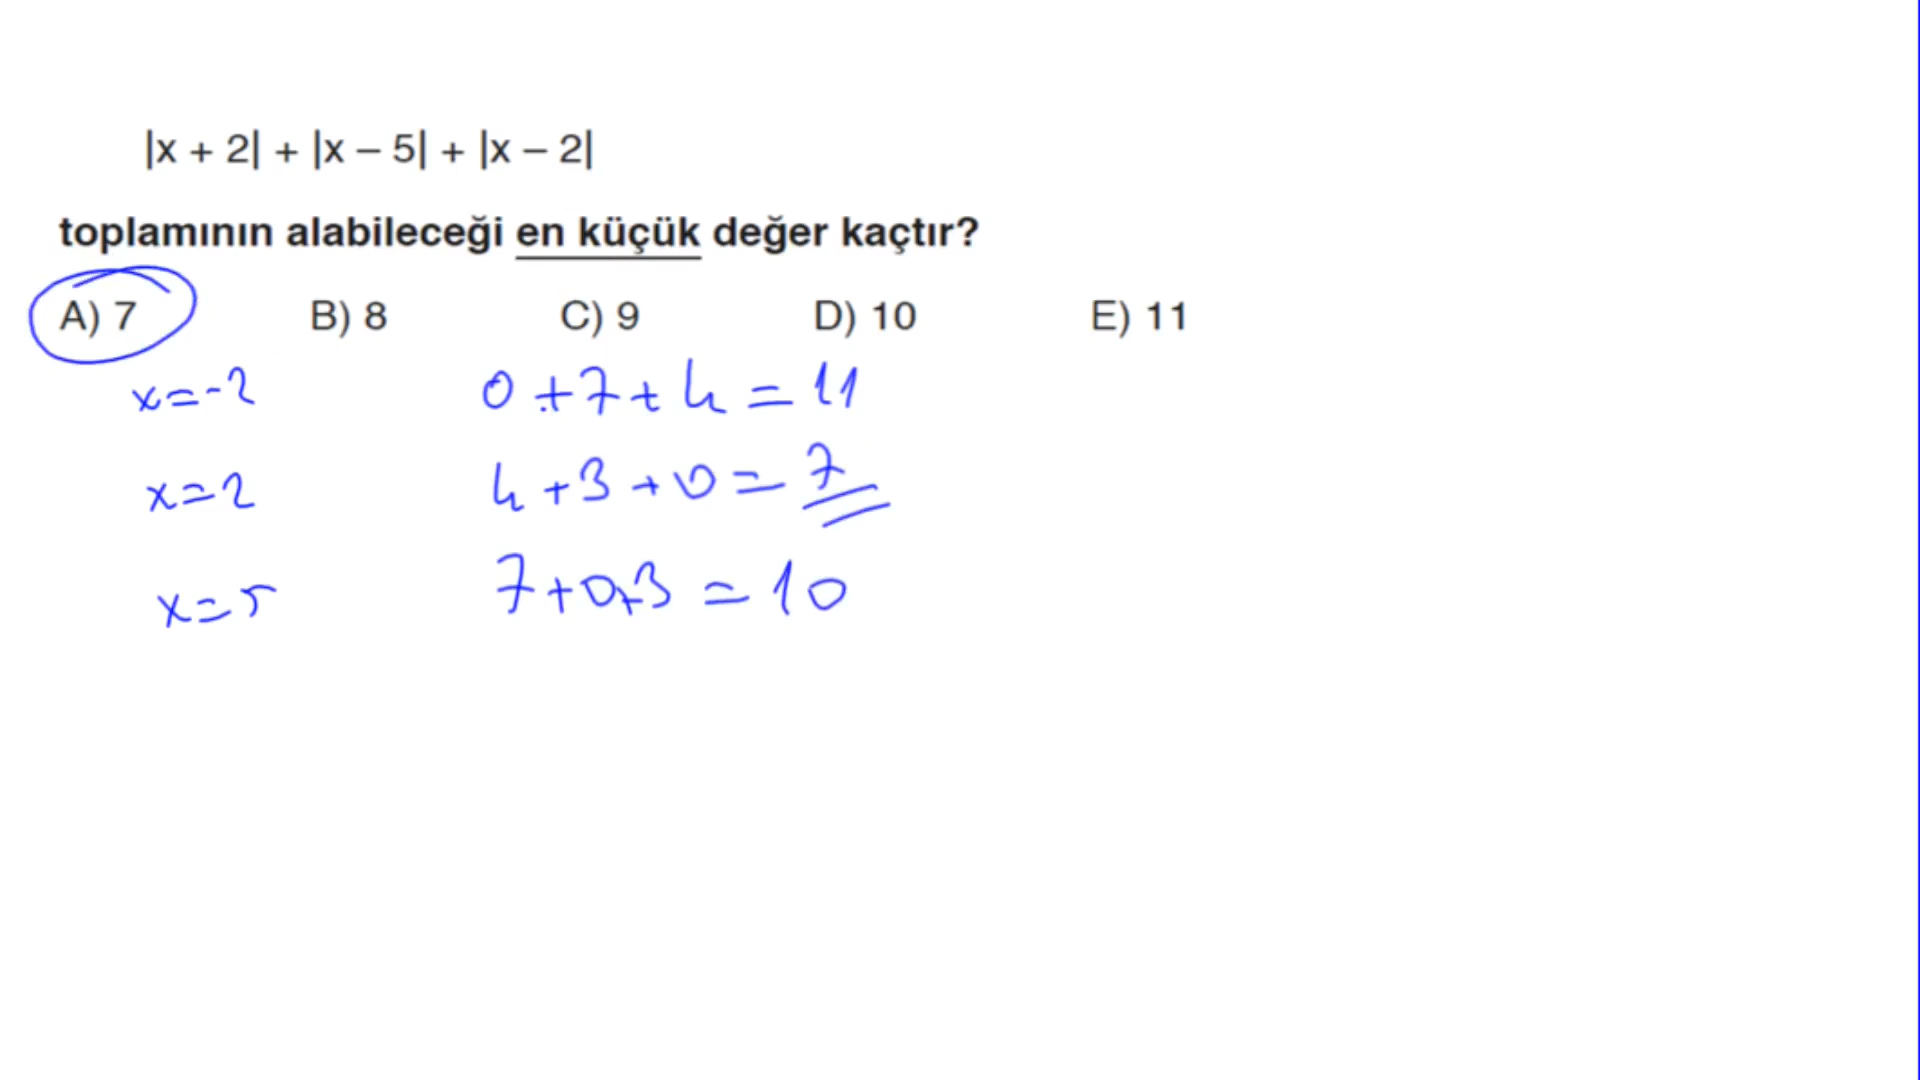 |x + 2| + |x – 5| + |x – 2|
toplamının alabileceği en küçük değer kaçtır?
A) 7 B) 8 C) 9 D) 10 E) 11
x=-2 0+7+4=11
x=2 4+3+0=7
x=5 7+0+3=10